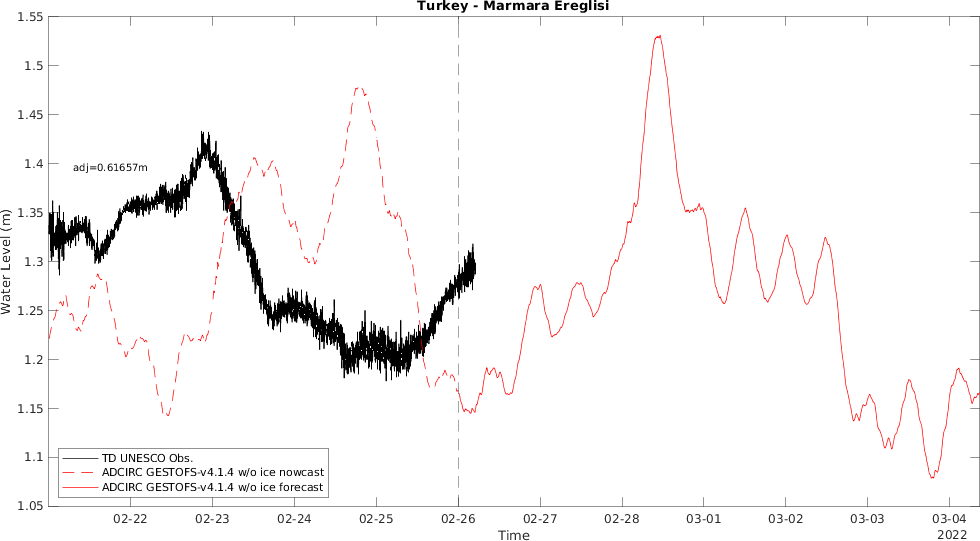 Turkey - Marmara Ereglisi
1.55
1.5
1.45
1.4
1.35
1.3
1.25
1.2
1.15
1.1
1.05
Water Level (m)
adj=0.61657m
TD UNESCO Obs.
ADCIRC GESTOFS-v4.1.4 w/o ice nowcast
ADCIRC GESTOFS-v4.1.4 w/o ice forecast
02-22 02-23 02-24 02-25 02-26 02-27 02-28 03-01 03-02 03-03 03-04
Time
2022